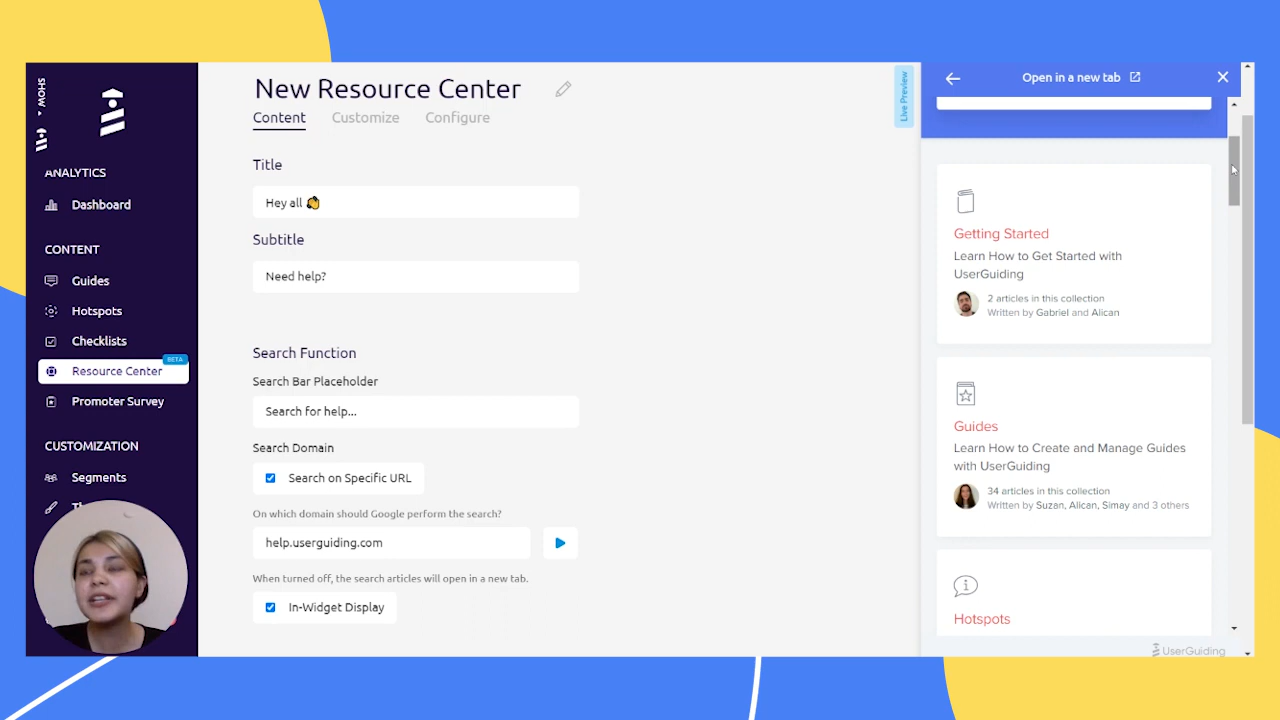 SHOW
ANALYTICS
Dashboard
CONTENT
Guides
Hotspots
Checklists
BETA
Resource Center
Promoter Survey
CUSTOMIZATION
Segments
New Resource Center
Content Customize Configure
Title
Hey all 👏
Subtitle
Need help?
Search Function
Search Bar Placeholder
Search for help...
Search Domain
Search on Specific URL
On which domain should Google perform the search?
help.userguiding.com
When turned off, the search articles will open in a new tab.
In-Widget Display
Live Preview
Open in a new tab
Getting Started
Learn How to Get Started with
UserGuiding
2 articles in this collection
Written by Gabriel and Alican
Guides
Learn How to Create and Manage Guides
with UserGuiding
34 articles in this collection
Written by Suzan, Alican, Simay and 3 others
Hotspots
UserGuiding